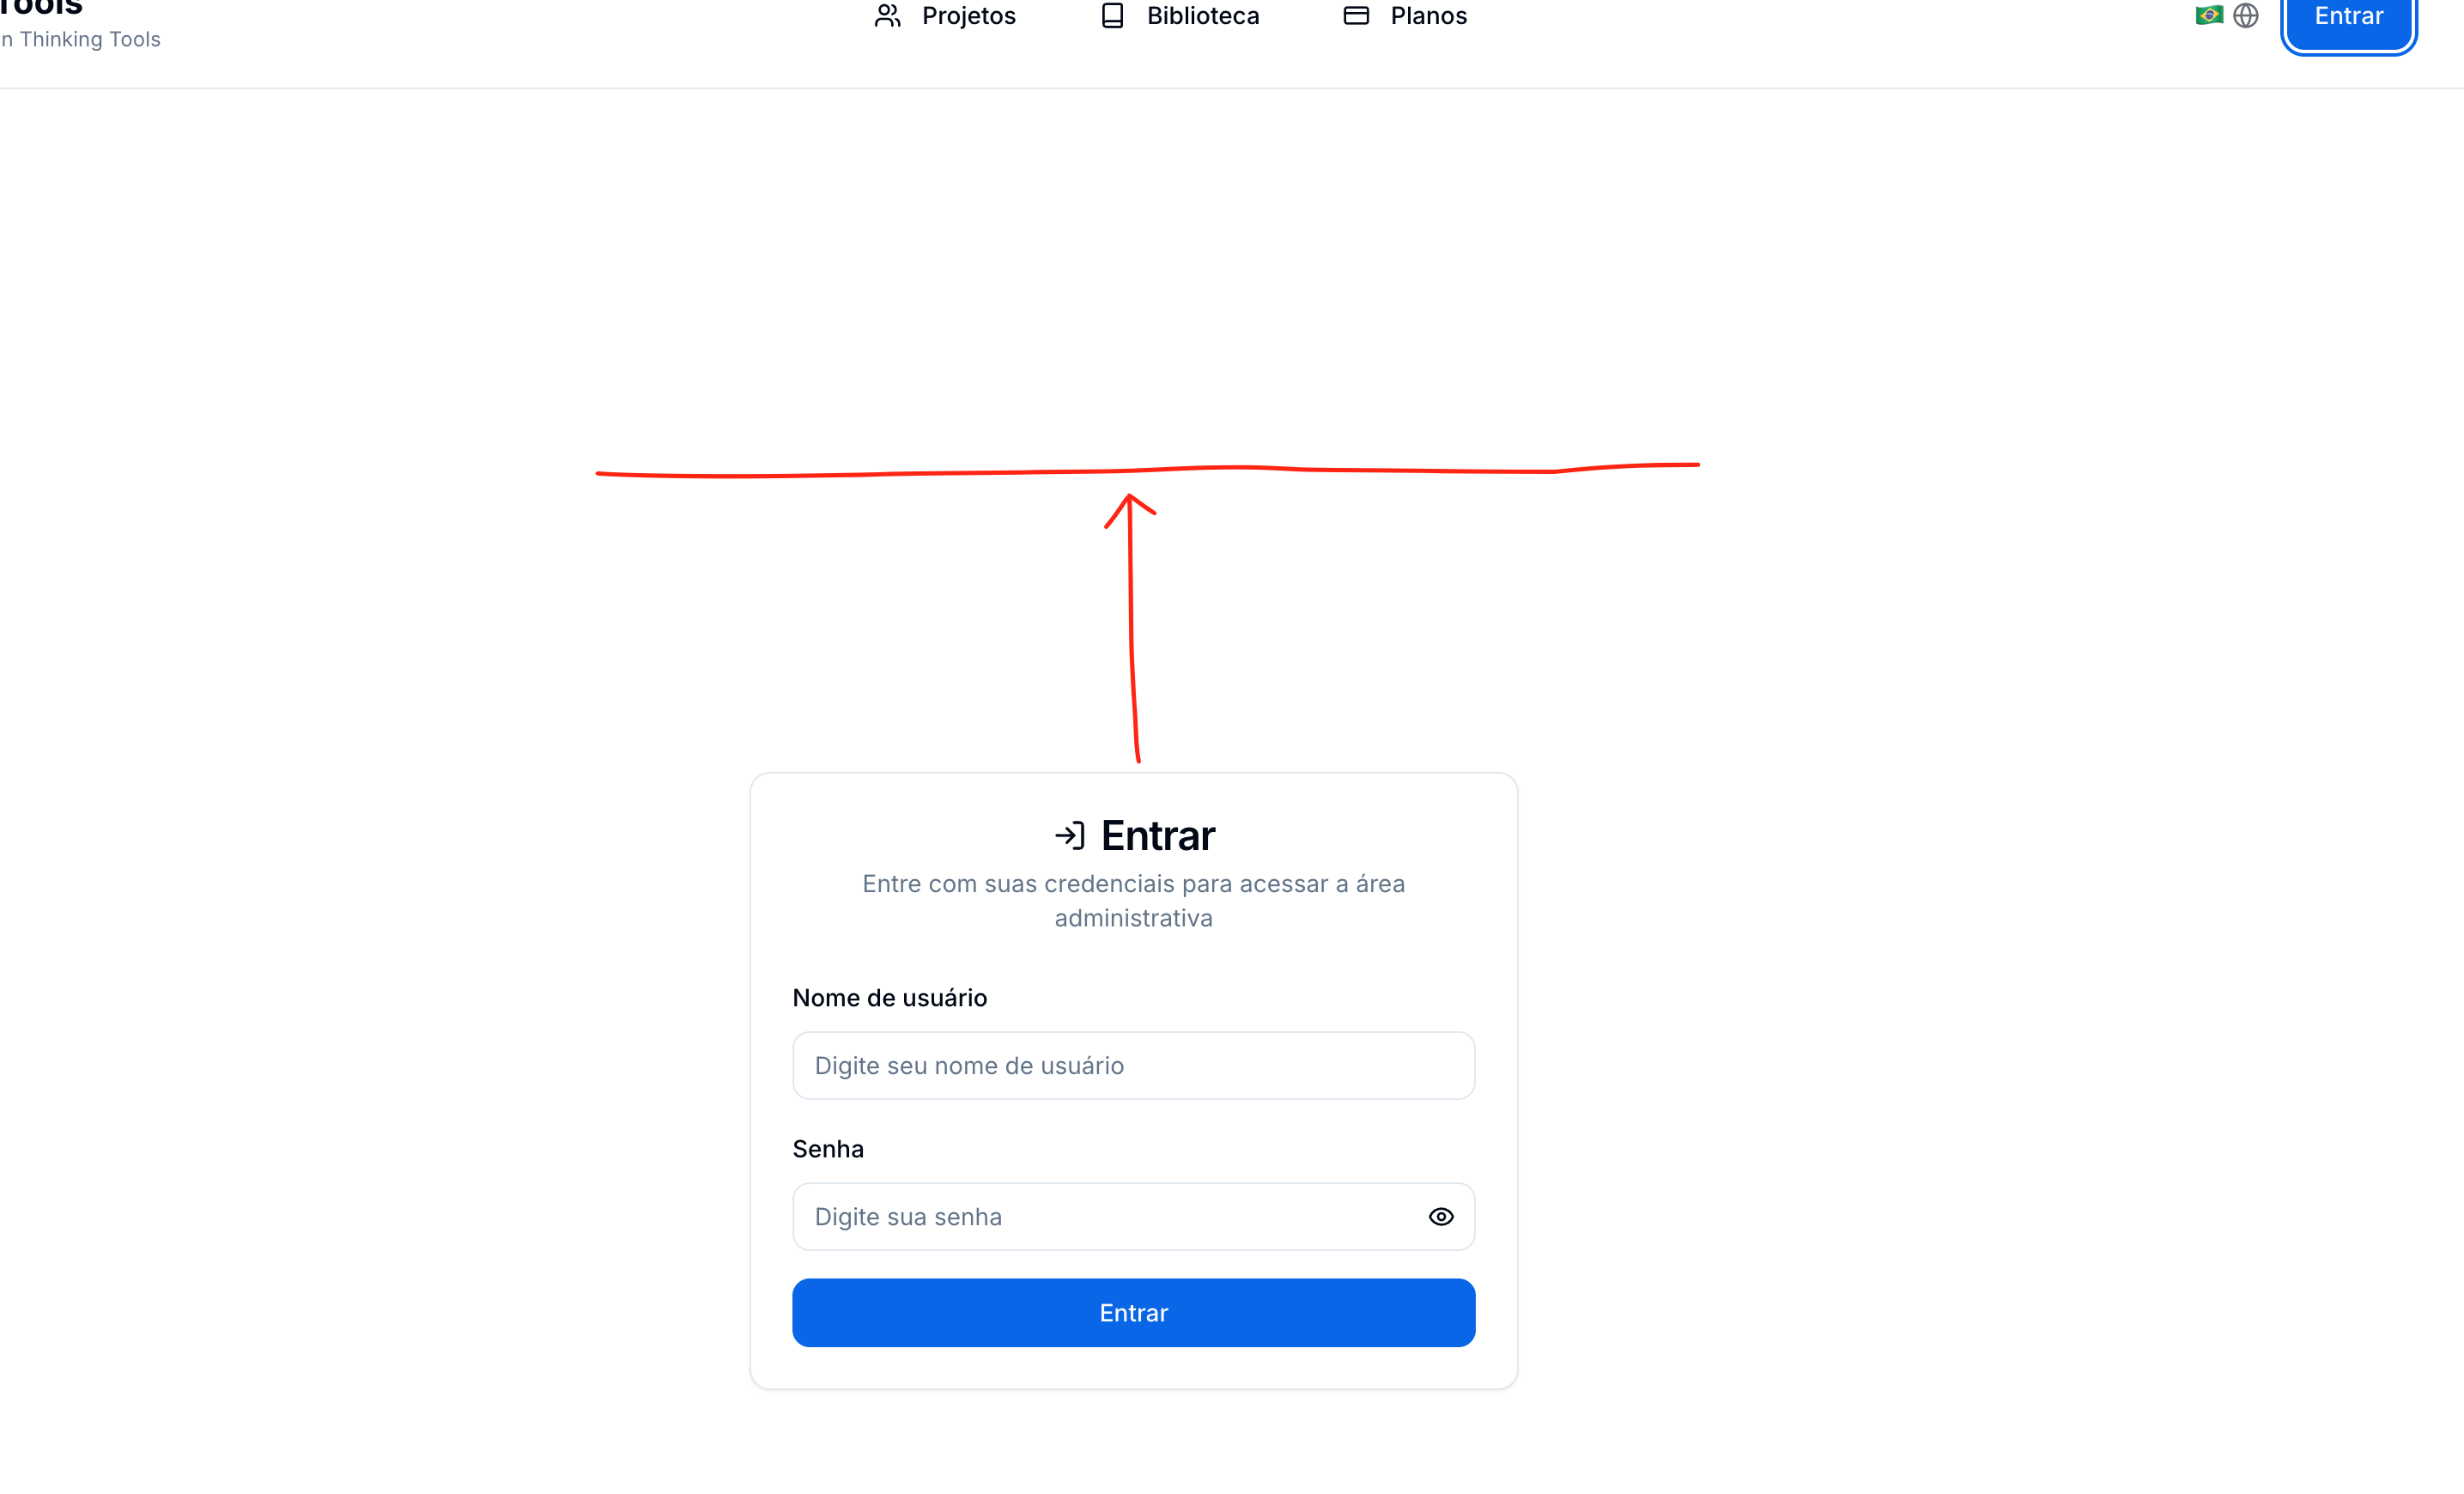 Tools
n Thinking Tools
Projetos
Biblioteca
Planos
Entrar
Entrar
Entre com suas credenciais para acessar a área
administrativa
Nome de usuário
Digite seu nome de usuário
Senha
Digite sua senha
Entrar